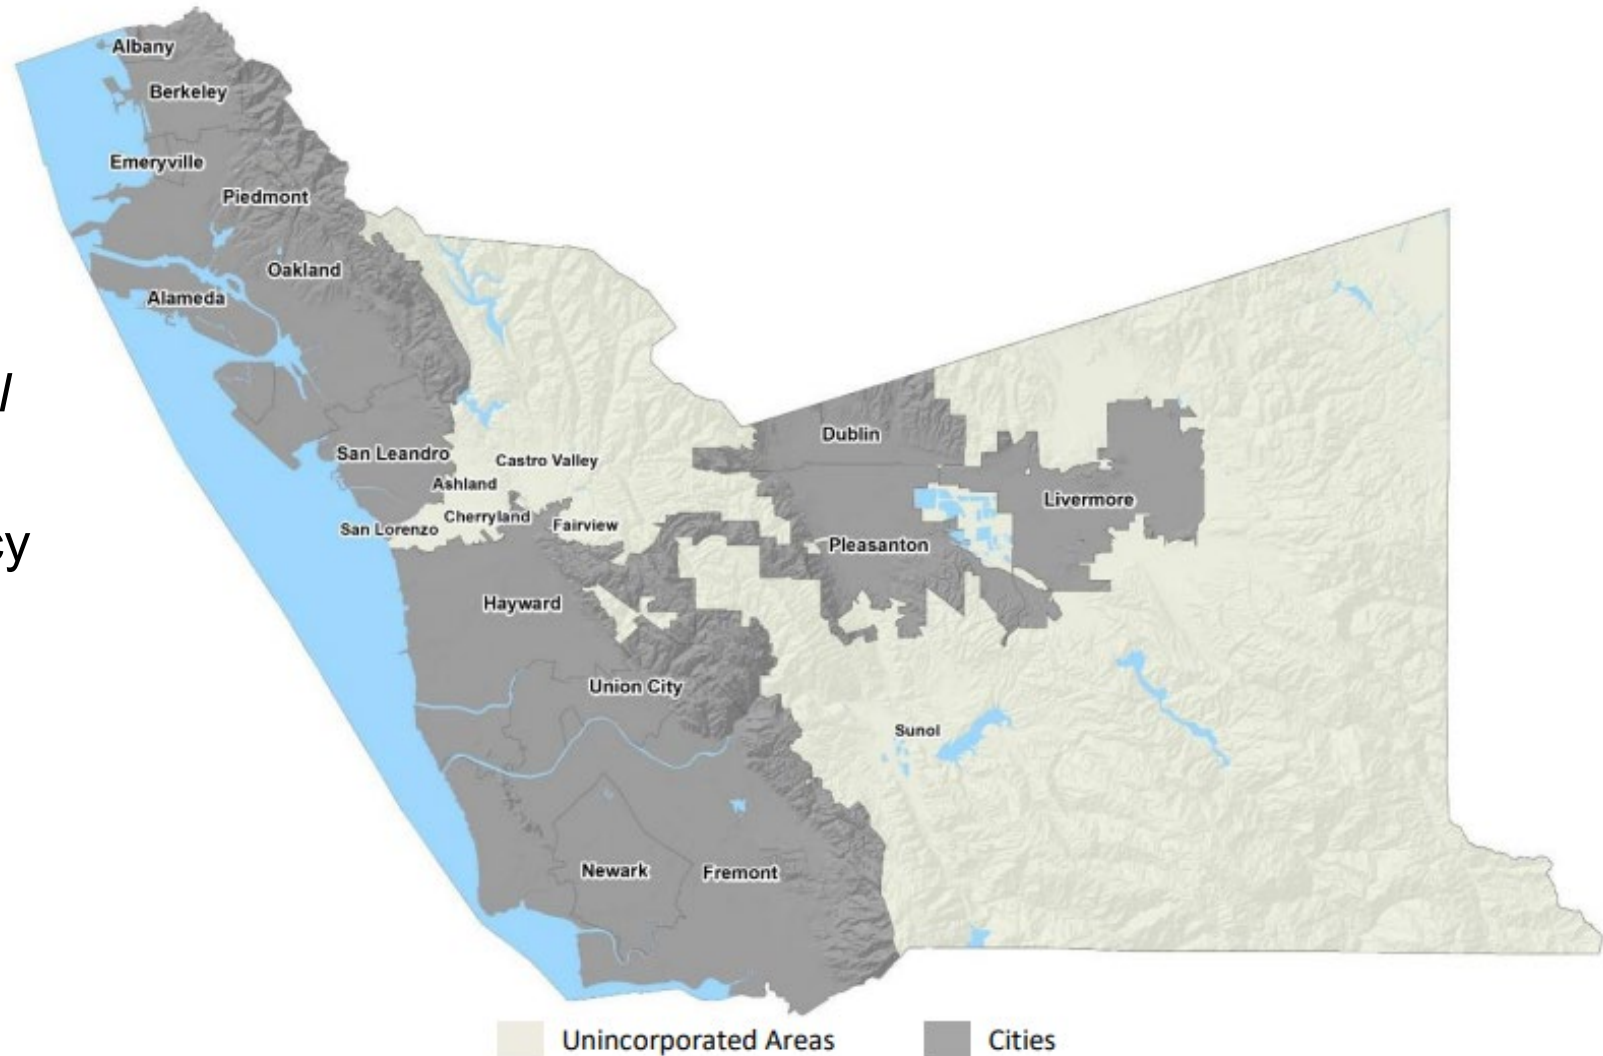 Albany
Berkeley
Emeryville
Piedmont
Oakland
Alameda
San Leandro
Castro Valley
Ashland
Cherryland
San Lorenzo
Fairview
Dublin
Livermore
Pleasanton
Hayward
Union City
Sunol
Newark
Fremont
Unincorporated Areas
Cities